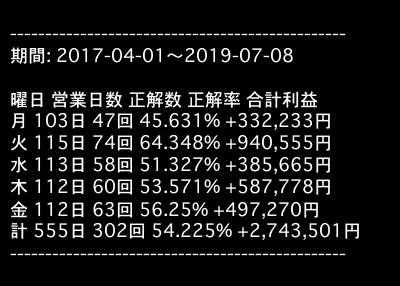 ------------------------------------------------
期間: 2017-04-01〜2019-07-08
曜日 営業日数 正解数 正解率 合計利益
月 103日 47回 45.631% +332,233円
火 115日 74回 64.348% +940,555円
水 113日 58回 51.327% +385,665円
木 112日 60回 53.571% +587,778円
金 112日 63回 56.25% +497,270円
計 555日 302回 54.225% +2,743,501円
------------------------------------------------